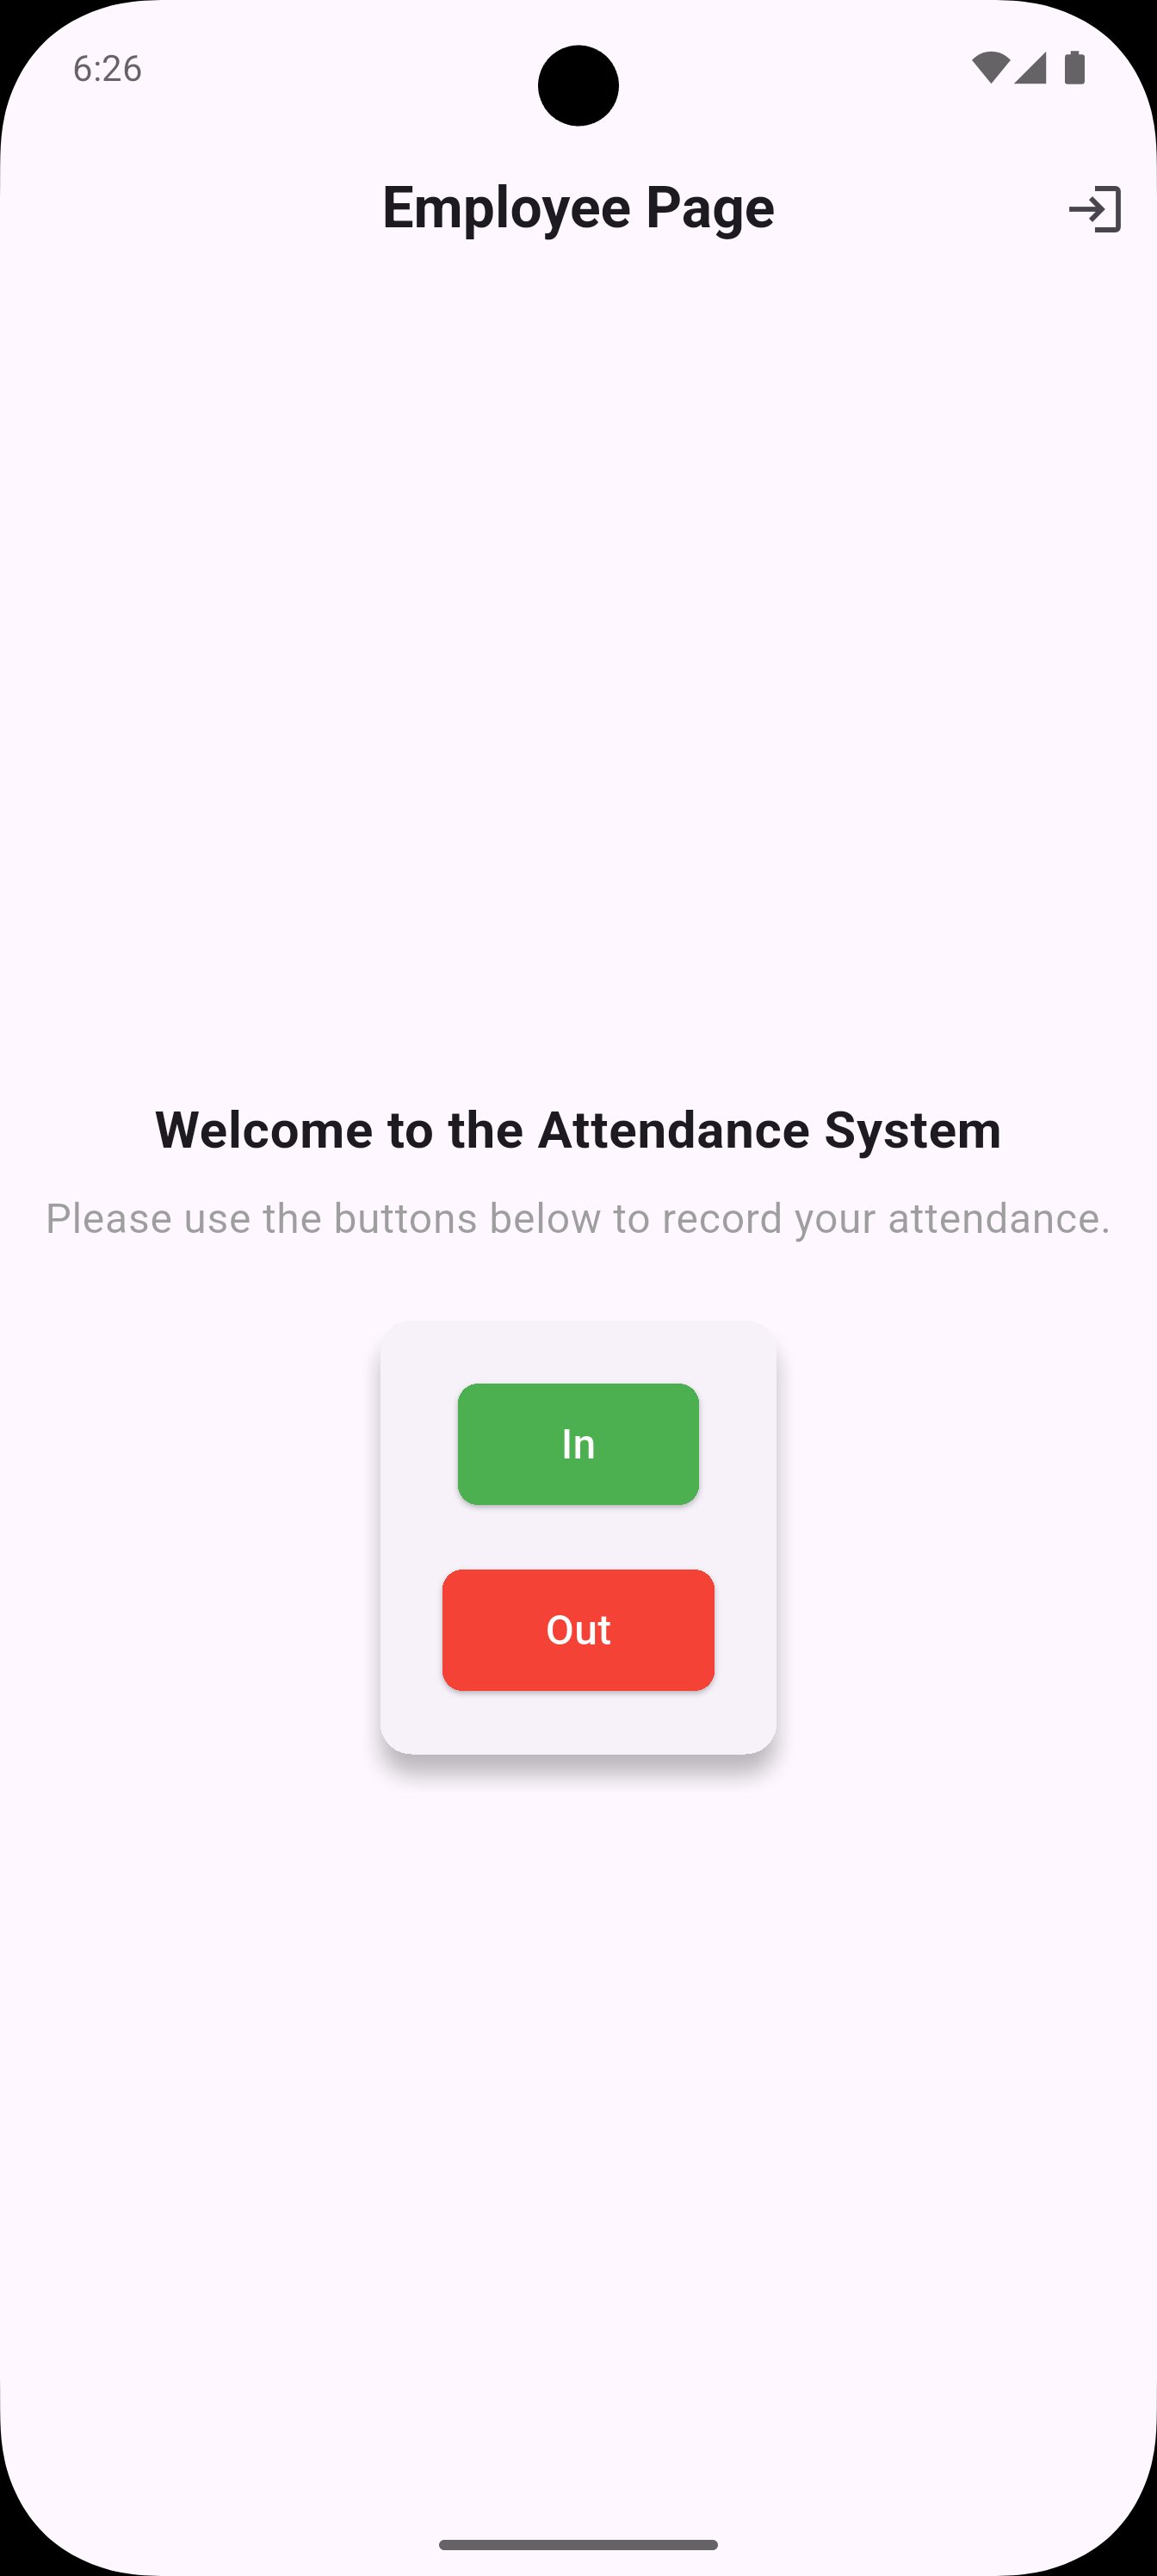 6:26
Employee Page
Welcome to the Attendance System
Please use the buttons below to record your attendance.
In
Out